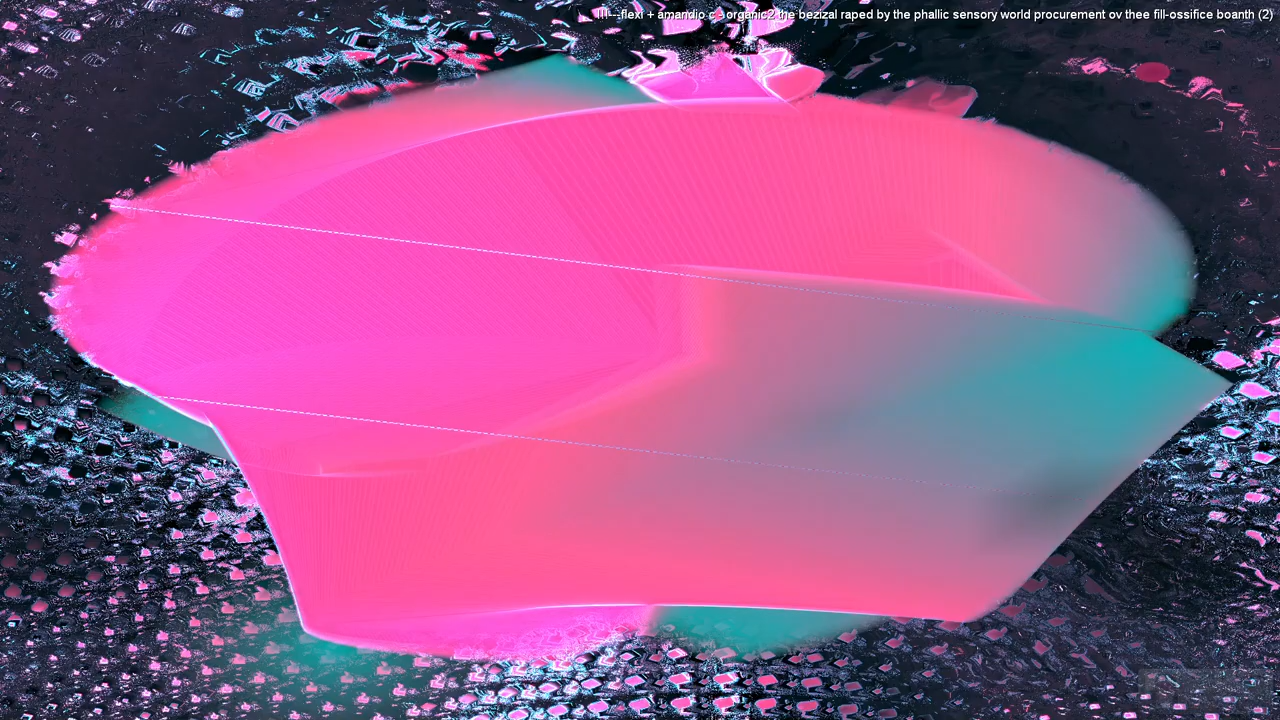 !!!---flexi + amandio c - organic2 the bezizal raped by the phallic sensory world procurement ov thee fill-ossifice boanth (2)